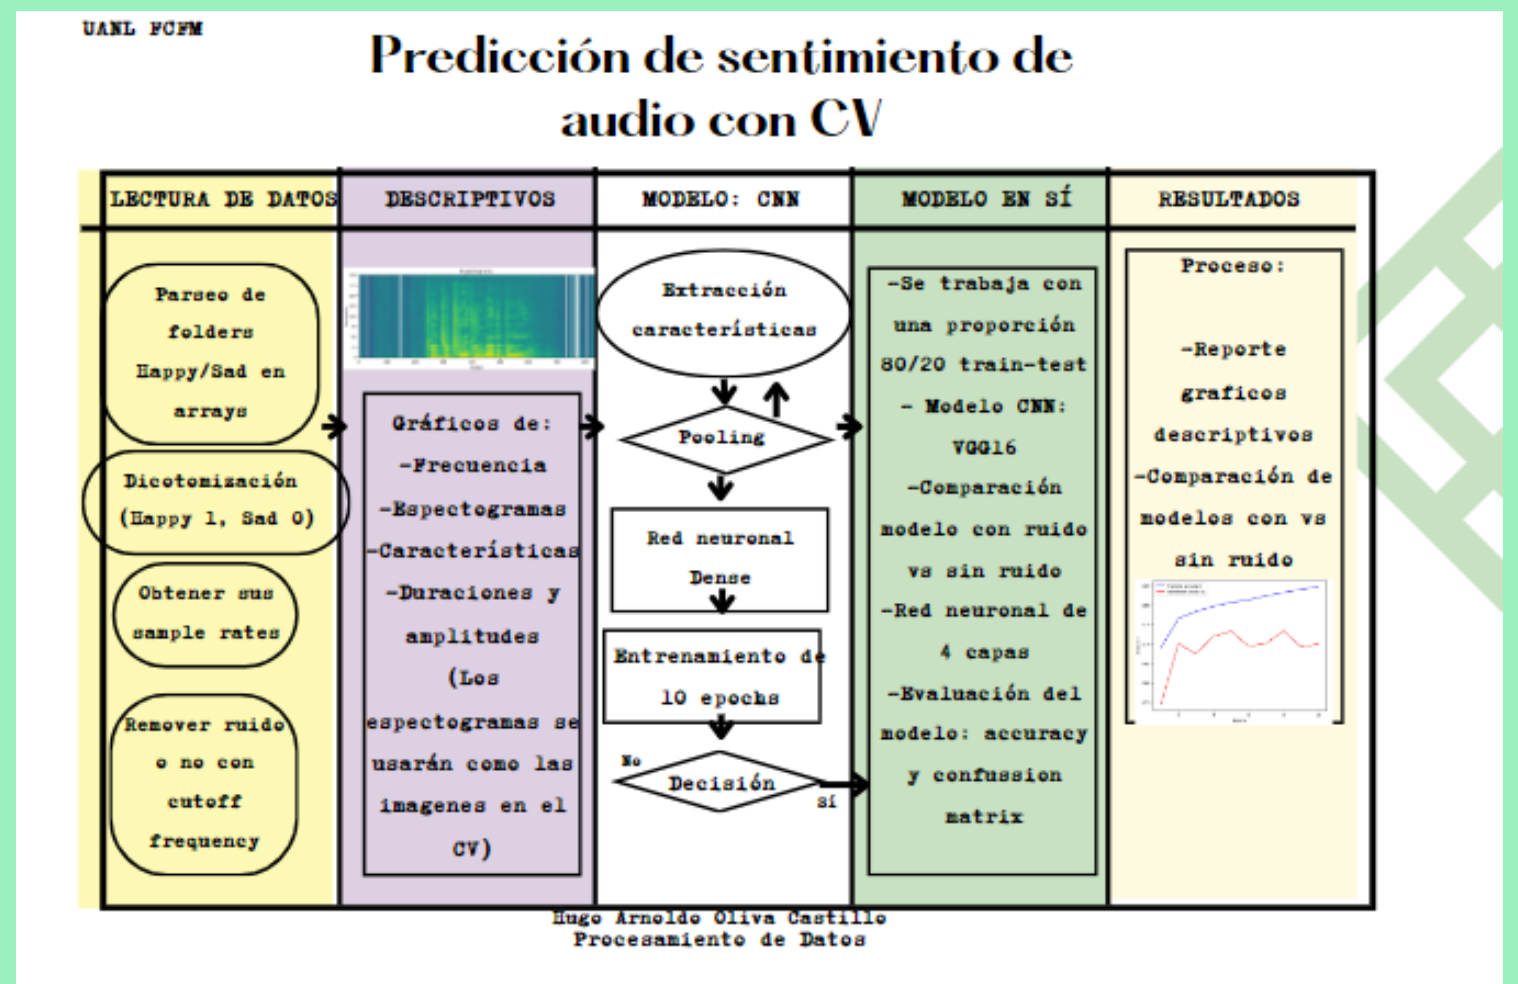 UANL FCFM
Predicción de sentimiento de
audio con CV
LECTURA DE DATOS
DESCRIPTIVOS
MODELO: CNN
MODELO EN SÍ
RESULTADOS
Parseo de
folders
Happy/Sad en
arrays
Dicotomización
(Happy 1, Sad 0)
Obtener sus
sample rates
Remover ruido
o no con
cutoff
frequency
Gráficos de:
-Frecuencia
-Espectogramas
-Características
-Duraciones y
amplitudes
(Los
espectogramas se
usarán como las
imagenes en el
CV)
Extracción
características
Pooling
Red neuronal
Dense
Entrenamiento de
10 epochs
No
Decisión
sí
-Se trabaja con
una proporción
80/20 train-test
- Modelo CNN:
VGG16
-Comparación
modelo con ruido
vs sin ruido
-Red neuronal de
4 capas
-Evaluación del
modelo: accuracy
y confussion
matrix
Proceso:
-Reporte
graficos
descriptivos
-Comparación de
modelos con vs
sin ruido
Hugo Arnoldo Oliva Castillo
Procesamiento de Datos